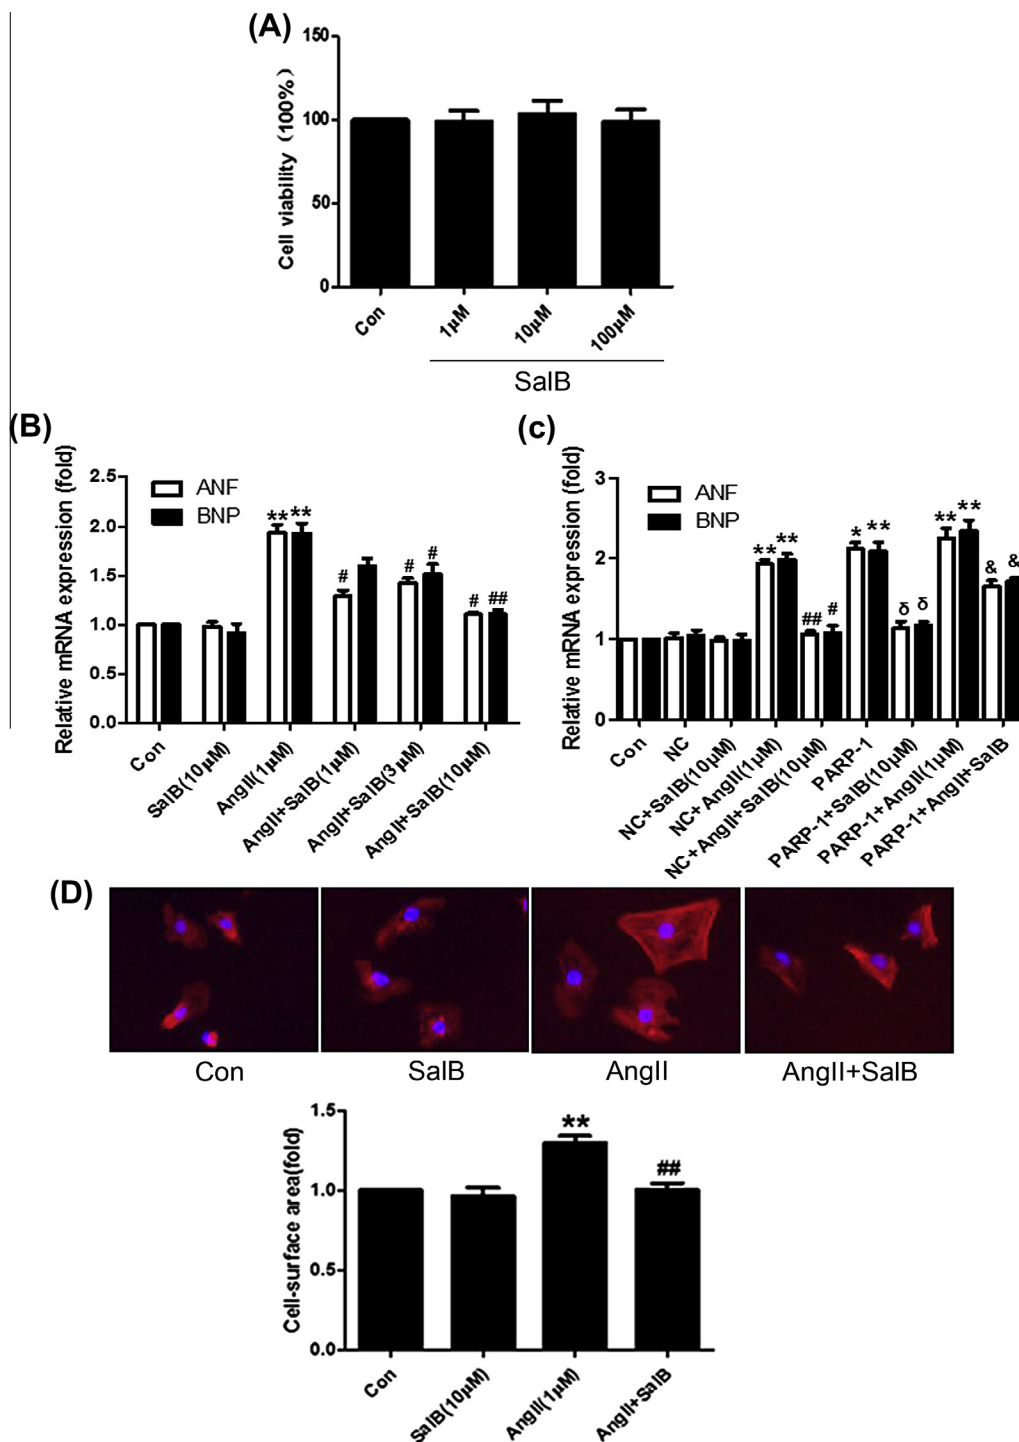 (A)
Cell viability (100%)
150
100
50
0
Con
1μM
10μM
100μM
SalB
(B)
Relative mRNA expression (fold)
2.5
2.0
1.5
1.0
0.5
0.0
ANF
BNP
** **
#
# #
# ##
Con
SalB(10μM)
AngII(1μM)
AngII+SalB(1μM)
AngII+SalB(3μM)
AngII+SalB(10μM)
(c)
Relative mRNA expression (fold)
3
2
1
0
ANF
BNP
** **
## #
* **
δ δ
** **
& &
Con
NC
NC+SalB(10μM)
NC+AngII(1μM)
NC+AngII+SalB(10μM)
PARP-1
PARP-1+SalB(10μM)
PARP-1+AngII(1μM)
PARP-1+AngII+SalB
(D)
Con
SalB
AngII
AngII+SalB
Cell-surface area(fold)
1.5
1.0
0.5
0.0
**
##
Con
SalB(10μM)
AngII(1μM)
AngII+SalB